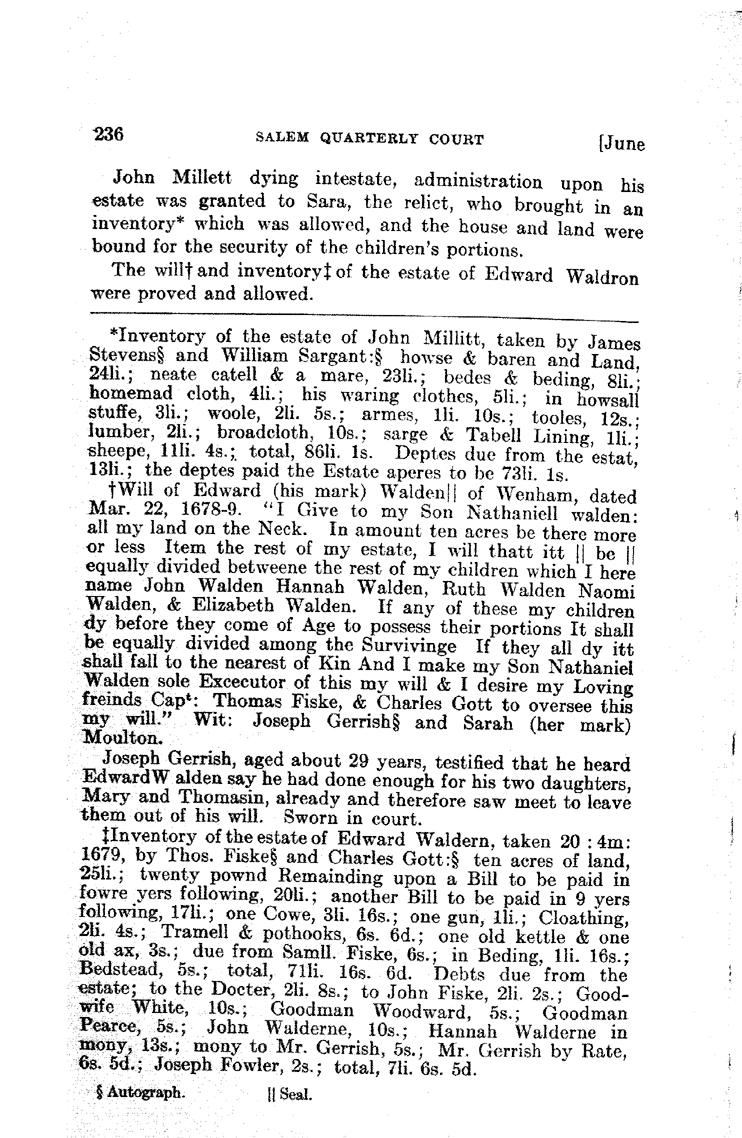 236 SALEM QUARTERLY COURT [June
John Millett dying intestate, administration upon his
estate was granted to Sara, the relict, who brought in an
inventory* which was allowed, and the house and land were
bound for the security of the children's portions.
The will† and inventory‡ of the estate of Edward Waldron
were proved and allowed.
*Inventory of the estate of John Millitt, taken by James
Stevens§ and William Sargant:§ howse & baren and Land,
24li.; neate catell & a mare, 23li.; bedes & beding, 8li.;
homemad cloth, 4li.; his waring clothes, 5li.; in howsall
stuffe, 3li.; woole, 2li. 5s.; armes, 1li. 10s.; tooles, 12s.;
lumber, 2li.; broadcloth, 10s.; sarge & Tabell Lining, 1li.;
sheepe, 11li. 4s.; total, 86li. 1s. Deptes due from the estat,
13li.; the deptes paid the Estate aperes to be 73li. 1s.
†Will of Edward (his mark) Walden|| of Wenham, dated
Mar. 22, 1678-9. "I Give to my Son Nathaniell walden:
all my land on the Neck. In amount ten acres be there more
or less Item the rest of my estate, I will thatt itt || be ||
equally divided betweene the rest of my children which I here
name John Walden Hannah Walden, Ruth Walden Naomi
Walden, & Elizabeth Walden. If any of these my children
dy before they come of Age to possess their portions It shall
be equally divided among the Survivinge If they all dy itt
shall fall to the nearest of Kin And I make my Son Nathaniel
Walden sole Excecutor of this my will & I desire my Loving
freinds Capt: Thomas Fiske, & Charles Gott to oversee this
my will." Wit: Joseph Gerrish§ and Sarah (her mark)
Moulton.
Joseph Gerrish, aged about 29 years, testified that he heard
EdwardW alden say he had done enough for his two daughters,
Mary and Thomasin, already and therefore saw meet to leave
them out of his will. Sworn in court.
‡Inventory of the estate of Edward Waldern, taken 20 : 4m:
1679, by Thos. Fiske§ and Charles Gott:§ ten acres of land,
25li.; twenty pownd Remainding upon a Bill to be paid in
fowre yers following, 20li.; another Bill to be paid in 9 yers
following, 17li.; one Cowe, 3li. 16s.; one gun, 1li.; Cloathing,
2li. 4s.; Tramell & pothooks, 6s. 6d.; one old kettle & one
old ax, 3s.; due from Samll. Fiske, 6s.; in Beding, 1li. 16s.;
Bedstead, 5s.; total, 71li. 16s. 6d. Debts due from the
estate; to the Docter, 2li. 8s.; to John Fiske, 2li. 2s.; Good-
wife White, 10s.; Goodman Woodward, 5s.; Goodman
Pearce, 5s.; John Walderne, 10s.; Hannah Walderne in
mony, 13s.; mony to Mr. Gerrish, 5s.; Mr. Gerrish by Rate,
6s. 5d.; Joseph Fowler, 2s.; total, 7li. 6s. 5d.
§ Autograph. || Seal.